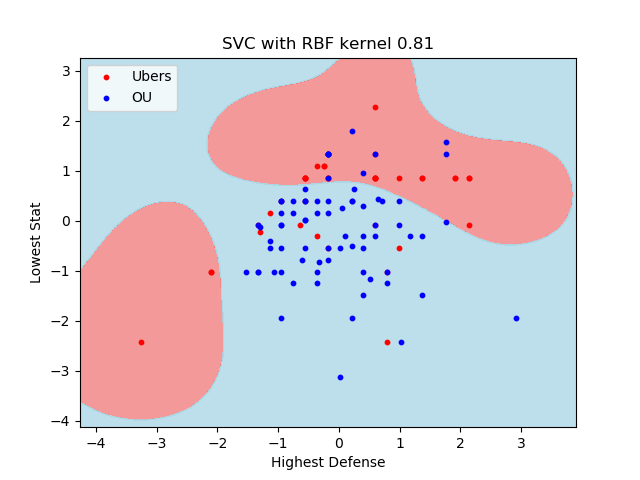 SVC with RBF kernel 0.81
Ubers
OU
3
2
1
0
−1
−2
−3
−4
Lowest Stat
−4 −3 −2 −1 0 1 2 3
Highest Defense